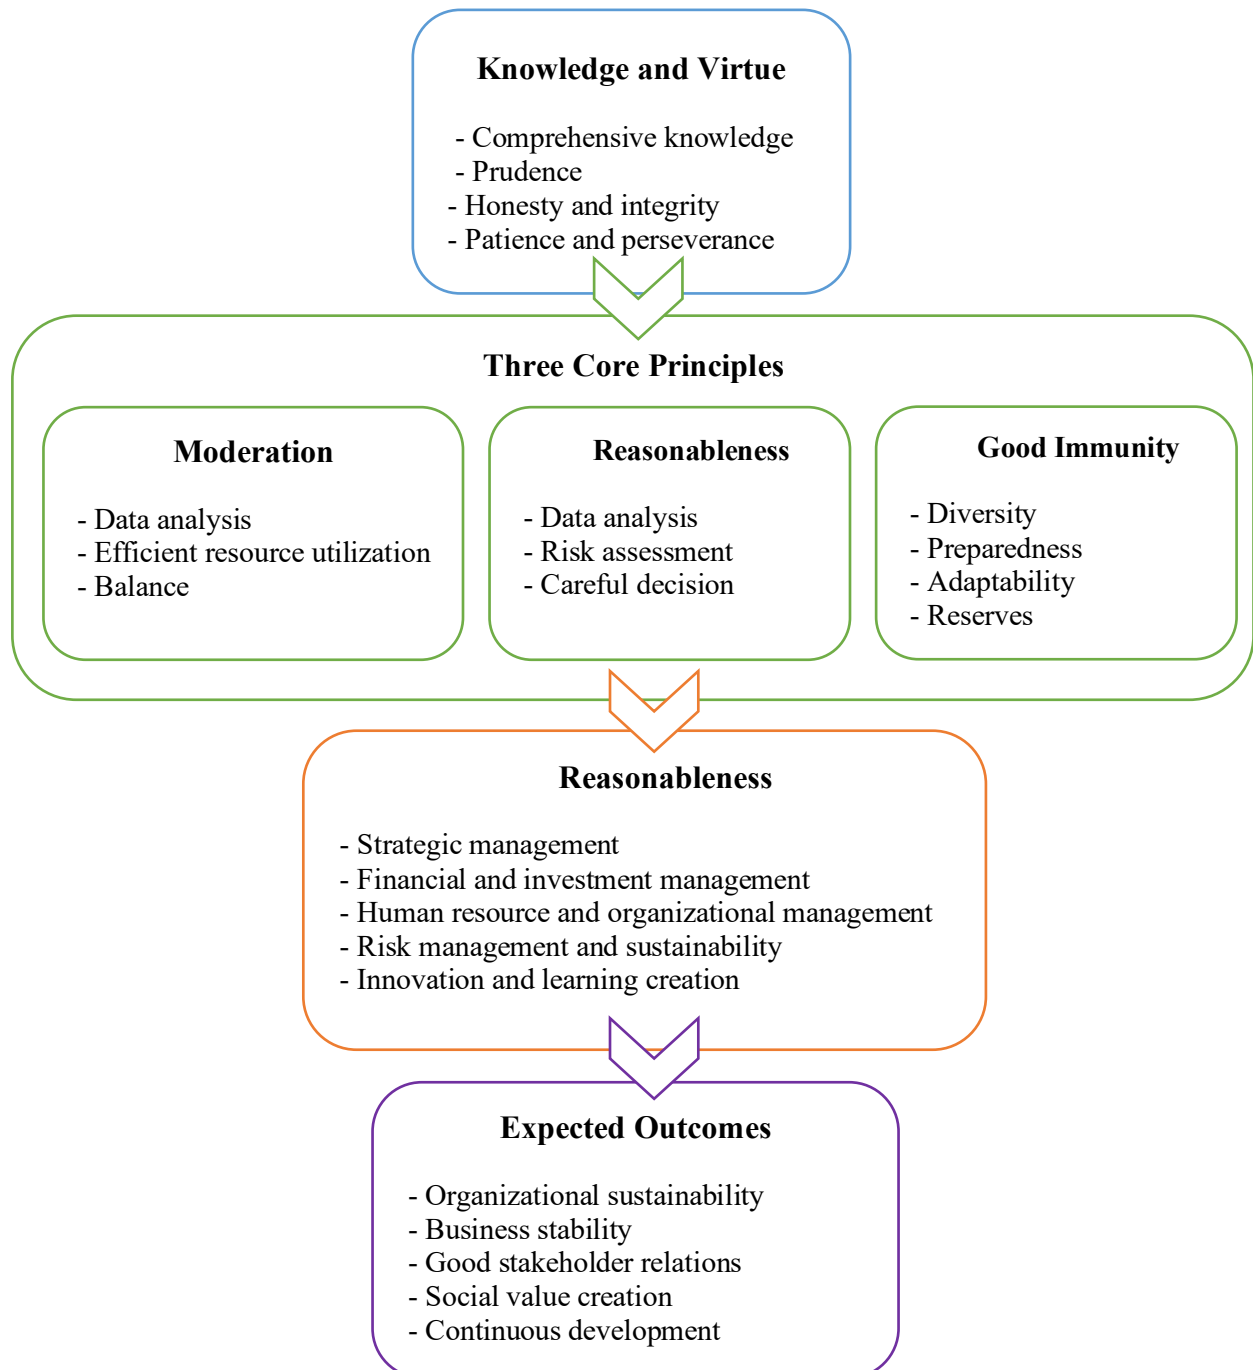 Knowledge and Virtue
- Comprehensive knowledge
- Prudence
- Honesty and integrity
- Patience and perseverance
Three Core Principles
Moderation
- Data analysis
- Efficient resource utilization
- Balance
Reasonableness
- Data analysis
- Risk assessment
- Careful decision
Good Immunity
- Diversity
- Preparedness
- Adaptability
- Reserves
Reasonableness
- Strategic management
- Financial and investment management
- Human resource and organizational management
- Risk management and sustainability
- Innovation and learning creation
Expected Outcomes
- Organizational sustainability
- Business stability
- Good stakeholder relations
- Social value creation
- Continuous development